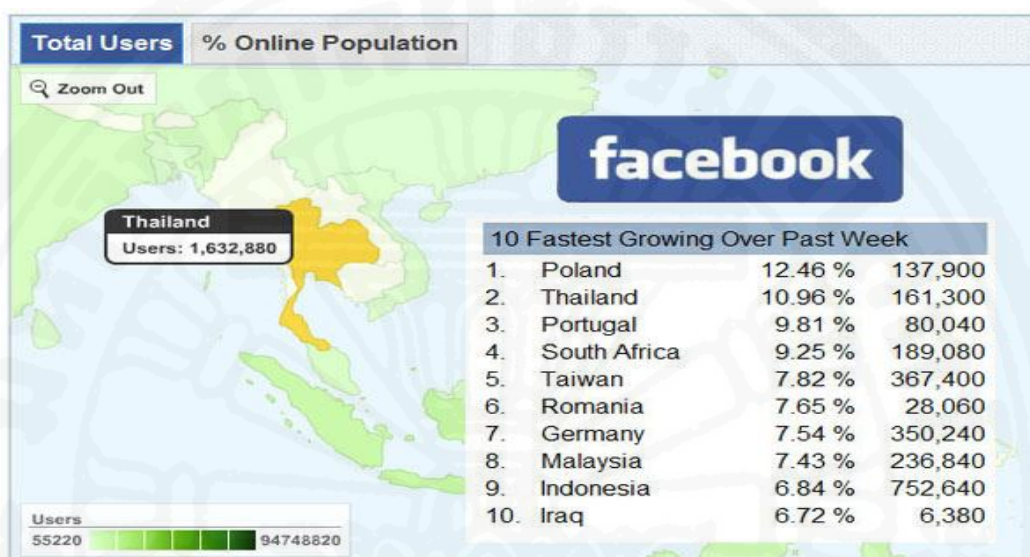 Total Users % Online Population
Zoom Out
facebook
Thailand
Users: 1,632,880
10 Fastest Growing Over Past Week
1. Poland 12.46 % 137,900
2. Thailand 10.96 % 161,300
3. Portugal 9.81 % 80,040
4. South Africa 9.25 % 189,080
5. Taiwan 7.82 % 367,400
6. Romania 7.65 % 28,060
7. Germany 7.54 % 350,240
8. Malaysia 7.43 % 236,840
9. Indonesia 6.84 % 752,640
10. Iraq 6.72 % 6,380
Users
55220 94748820